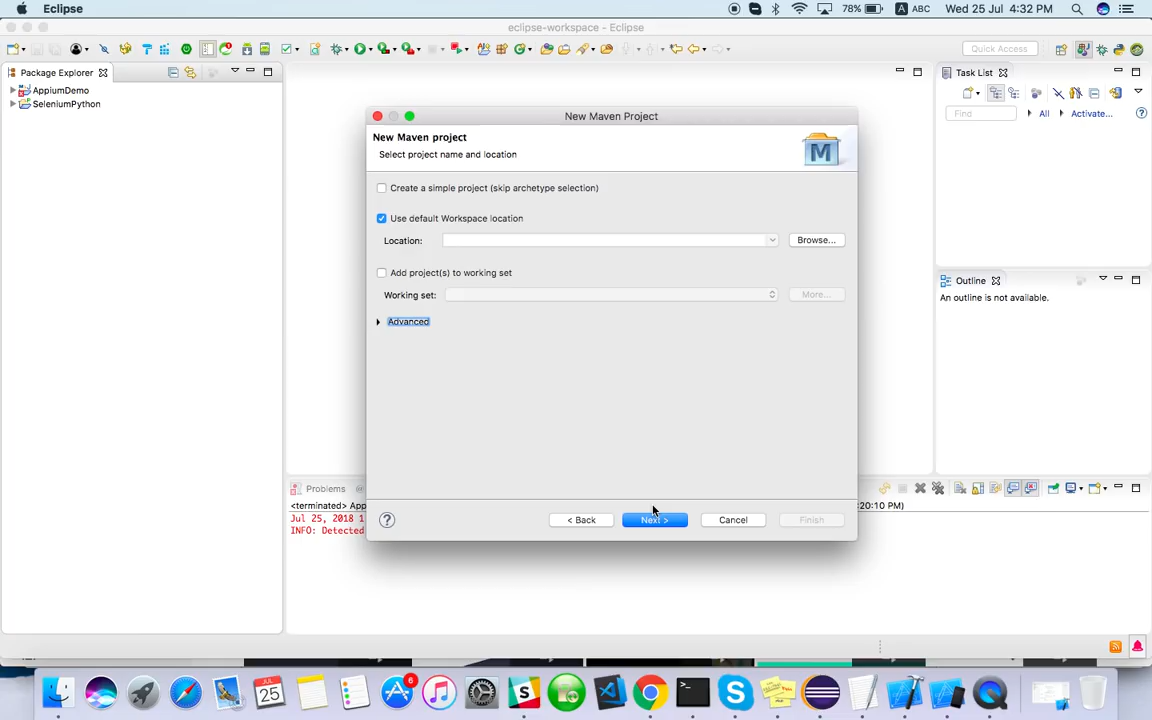 Eclipse
78%
ABC
Wed 25 Jul 4:32 PM
eclipse-workspace - Eclipse
Quick Access
Package Explorer
Task List
AppiumDemo
SeleniumPython
Find
All
Activate...
New Maven Project
New Maven project
Select project name and location
M
Create a simple project (skip archetype selection)
Use default Workspace location
Location:
Browse...
Add project(s) to working set
Working set:
More...
Advanced
Outline
An outline is not available.
Problems
<terminated> App
:20:10 PM)
Jul 25, 2018 1
INFO: Detected
< Back
Next >
Cancel
Finish
JUL
25
6